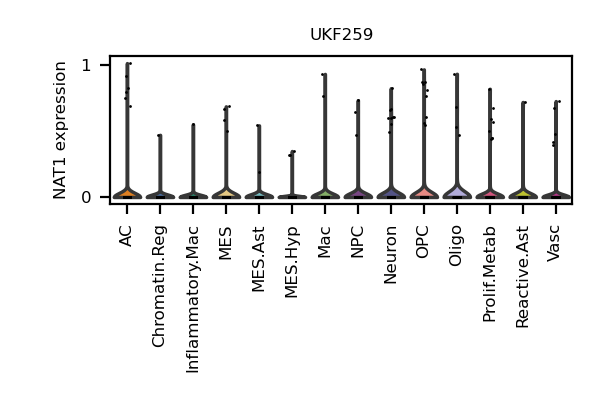 UKF259
NAT1 expression
1
0
AC
Chromatin.Reg
Inflammatory.Mac
MES
MES.Ast
MES.Hyp
Mac
NPC
Neuron
OPC
Oligo
Prolif.Metab
Reactive.Ast
Vasc